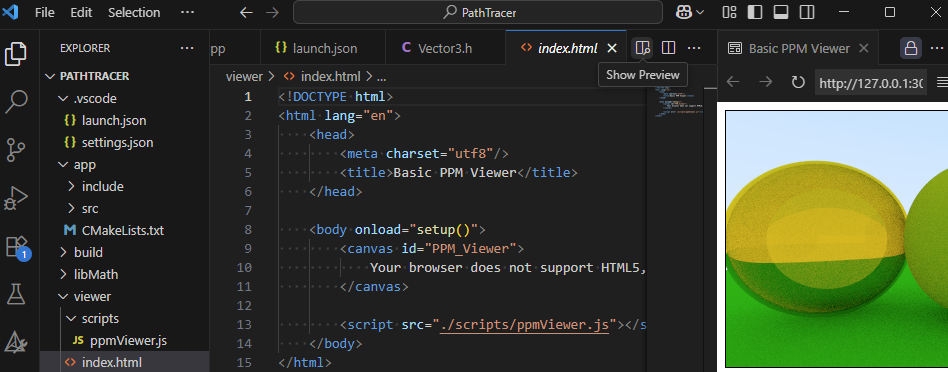 File Edit ... PathTracer
EXPLORER ...
PATHTRACER
.vscode
{} launch.json
{} settings.json
app
include
src
M CMakeLists.txt
build
libMath
viewer
scripts
JS ppmViewer.js
<> index.html
1
pp {} launch.json C Vector3.h <> index.html
Show Preview
viewer > <> index.html > ...
1 <!DOCTYPE html>
2 <html lang="en">
3 <head>
4 <meta charset="utf8"/>
5 <title>Basic PPM Viewer</title>
6 </head>
7
8 <body onload="setup()">
9 <canvas id="PPM_Viewer">
10 Your browser does not support HTML5,
11 </canvas>
12
13 <script src="./scripts/ppmViewer.js"></s
14 </body>
15 </html>
Basic PPM Viewer
http://127.0.0.1:30